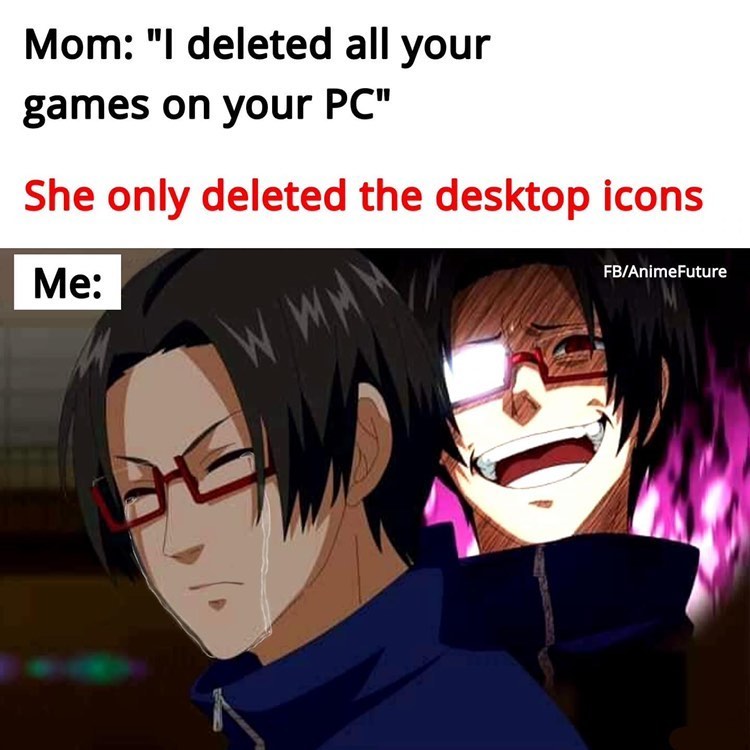 Mom: "I deleted all your
games on your PC"
She only deleted the desktop icons
Me:
FB/AnimeFuture